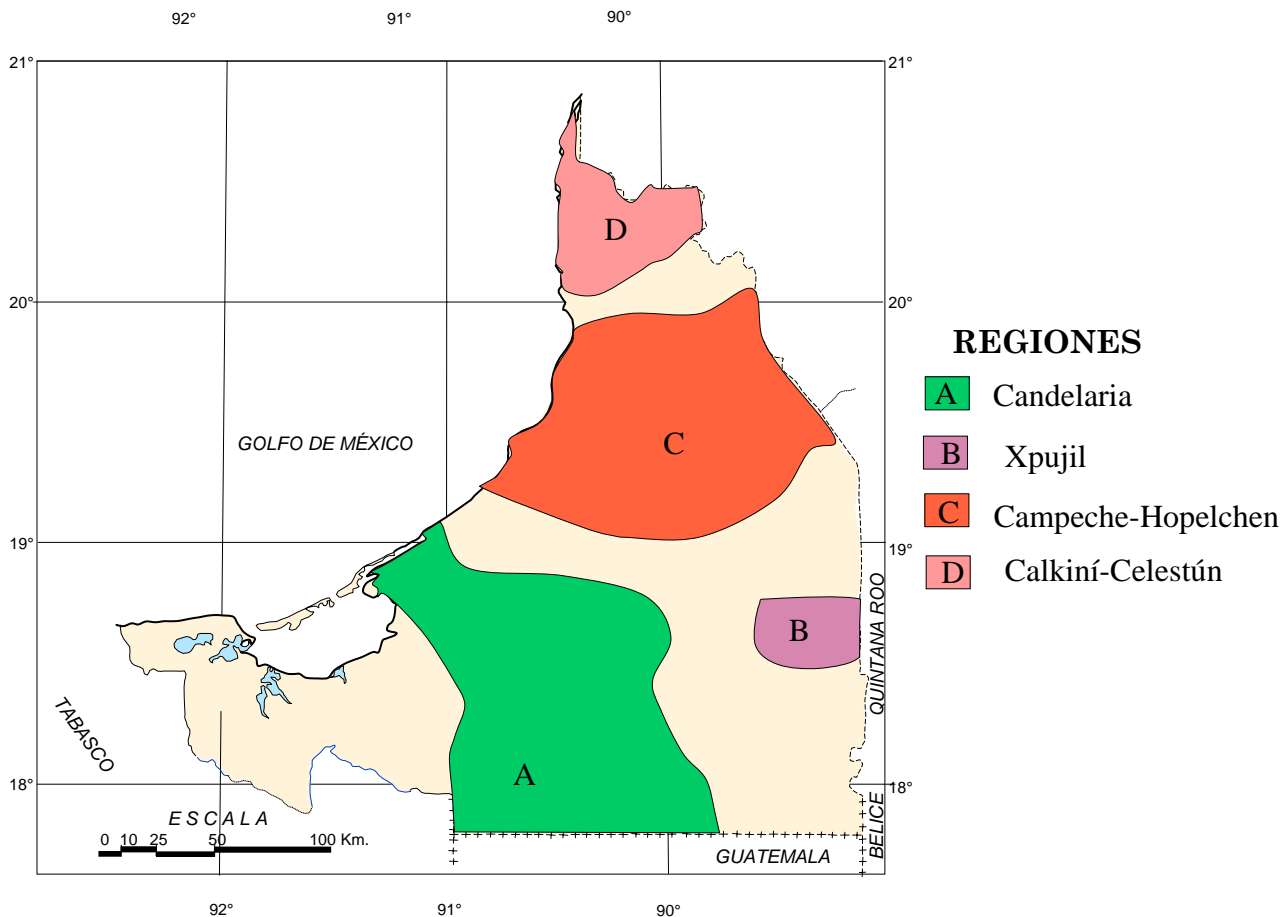 92° 91° 90°
21° 21°
D
20° 20°
REGIONES
A Candelaria
GOLFO DE MÉXICO
C
B Xpujil
C Campeche-Hopelchen
19° 19°
D Calkiní-Celestún
B
QUINTANA ROO
TABASCO
A
18° 18°
ESCALA
0 10 25 50 100 Km.
GUATEMALA
BELICE
92° 91° 90°